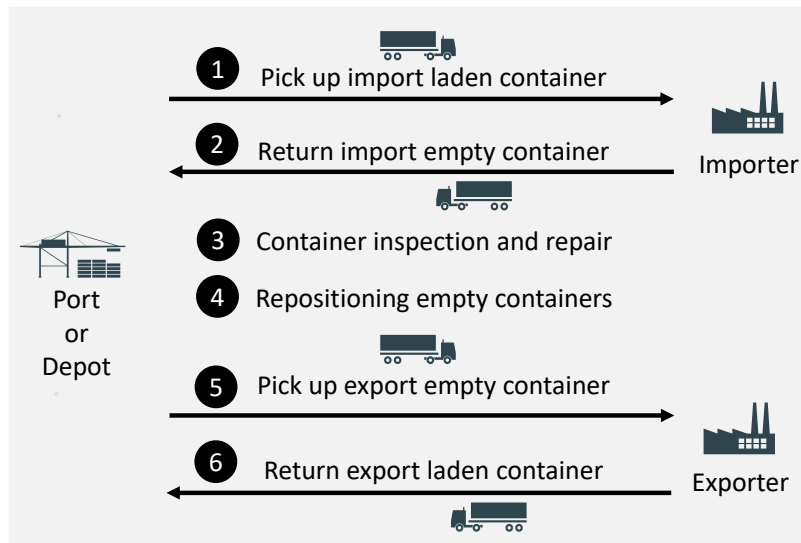 1 Pick up import laden container
2 Return import empty container
Importer
3 Container inspection and repair
4 Repositioning empty containers
Port
or
Depot
5 Pick up export empty container
6 Return export laden container
Exporter